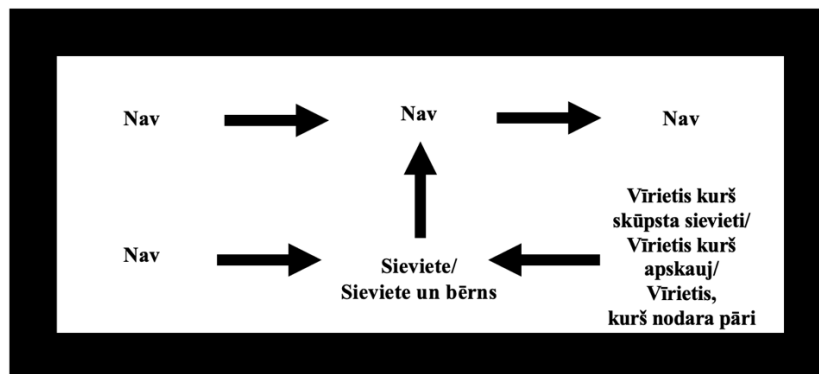 Nav
Nav
Nav
Nav
Sieviete/
Sieviete un bērns
Vīrietis kurš
skūpsta sievieti/
Vīrietis kurš
apskauj/
Vīrietis,
kurš nodara pāri